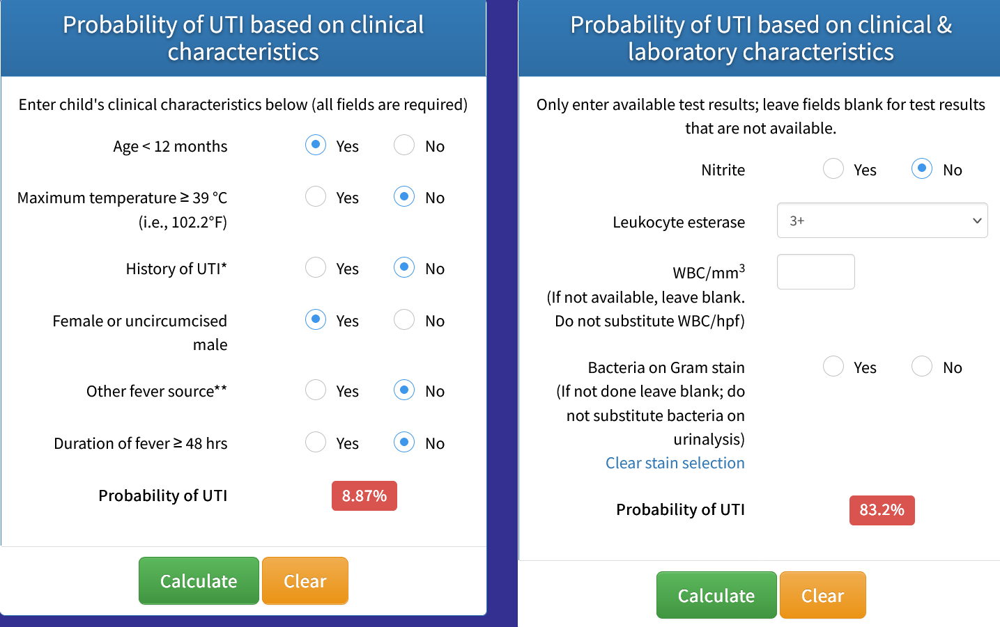 Probability of UTI based on clinical
characteristics
Enter child's clinical characteristics below (all fields are required)
Age < 12 months Yes No
Maximum temperature ≥ 39 °C Yes No
(i.e., 102.2°F)
History of UTI* Yes No
Female or uncircumcised Yes No
male
Other fever source** Yes No
Duration of fever ≥ 48 hrs Yes No
Probability of UTI 8.87%
Calculate Clear
Probability of UTI based on clinical &
laboratory characteristics
Only enter available test results; leave fields blank for test results
that are not available.
Nitrite Yes No
Leukocyte esterase 3+
WBC/mm³
(If not available, leave blank.
Do not substitute WBC/hpf)
Bacteria on Gram stain Yes No
(If not done leave blank; do
not substitute bacteria on
urinalysis)
Clear stain selection
Probability of UTI 83.2%
Calculate Clear